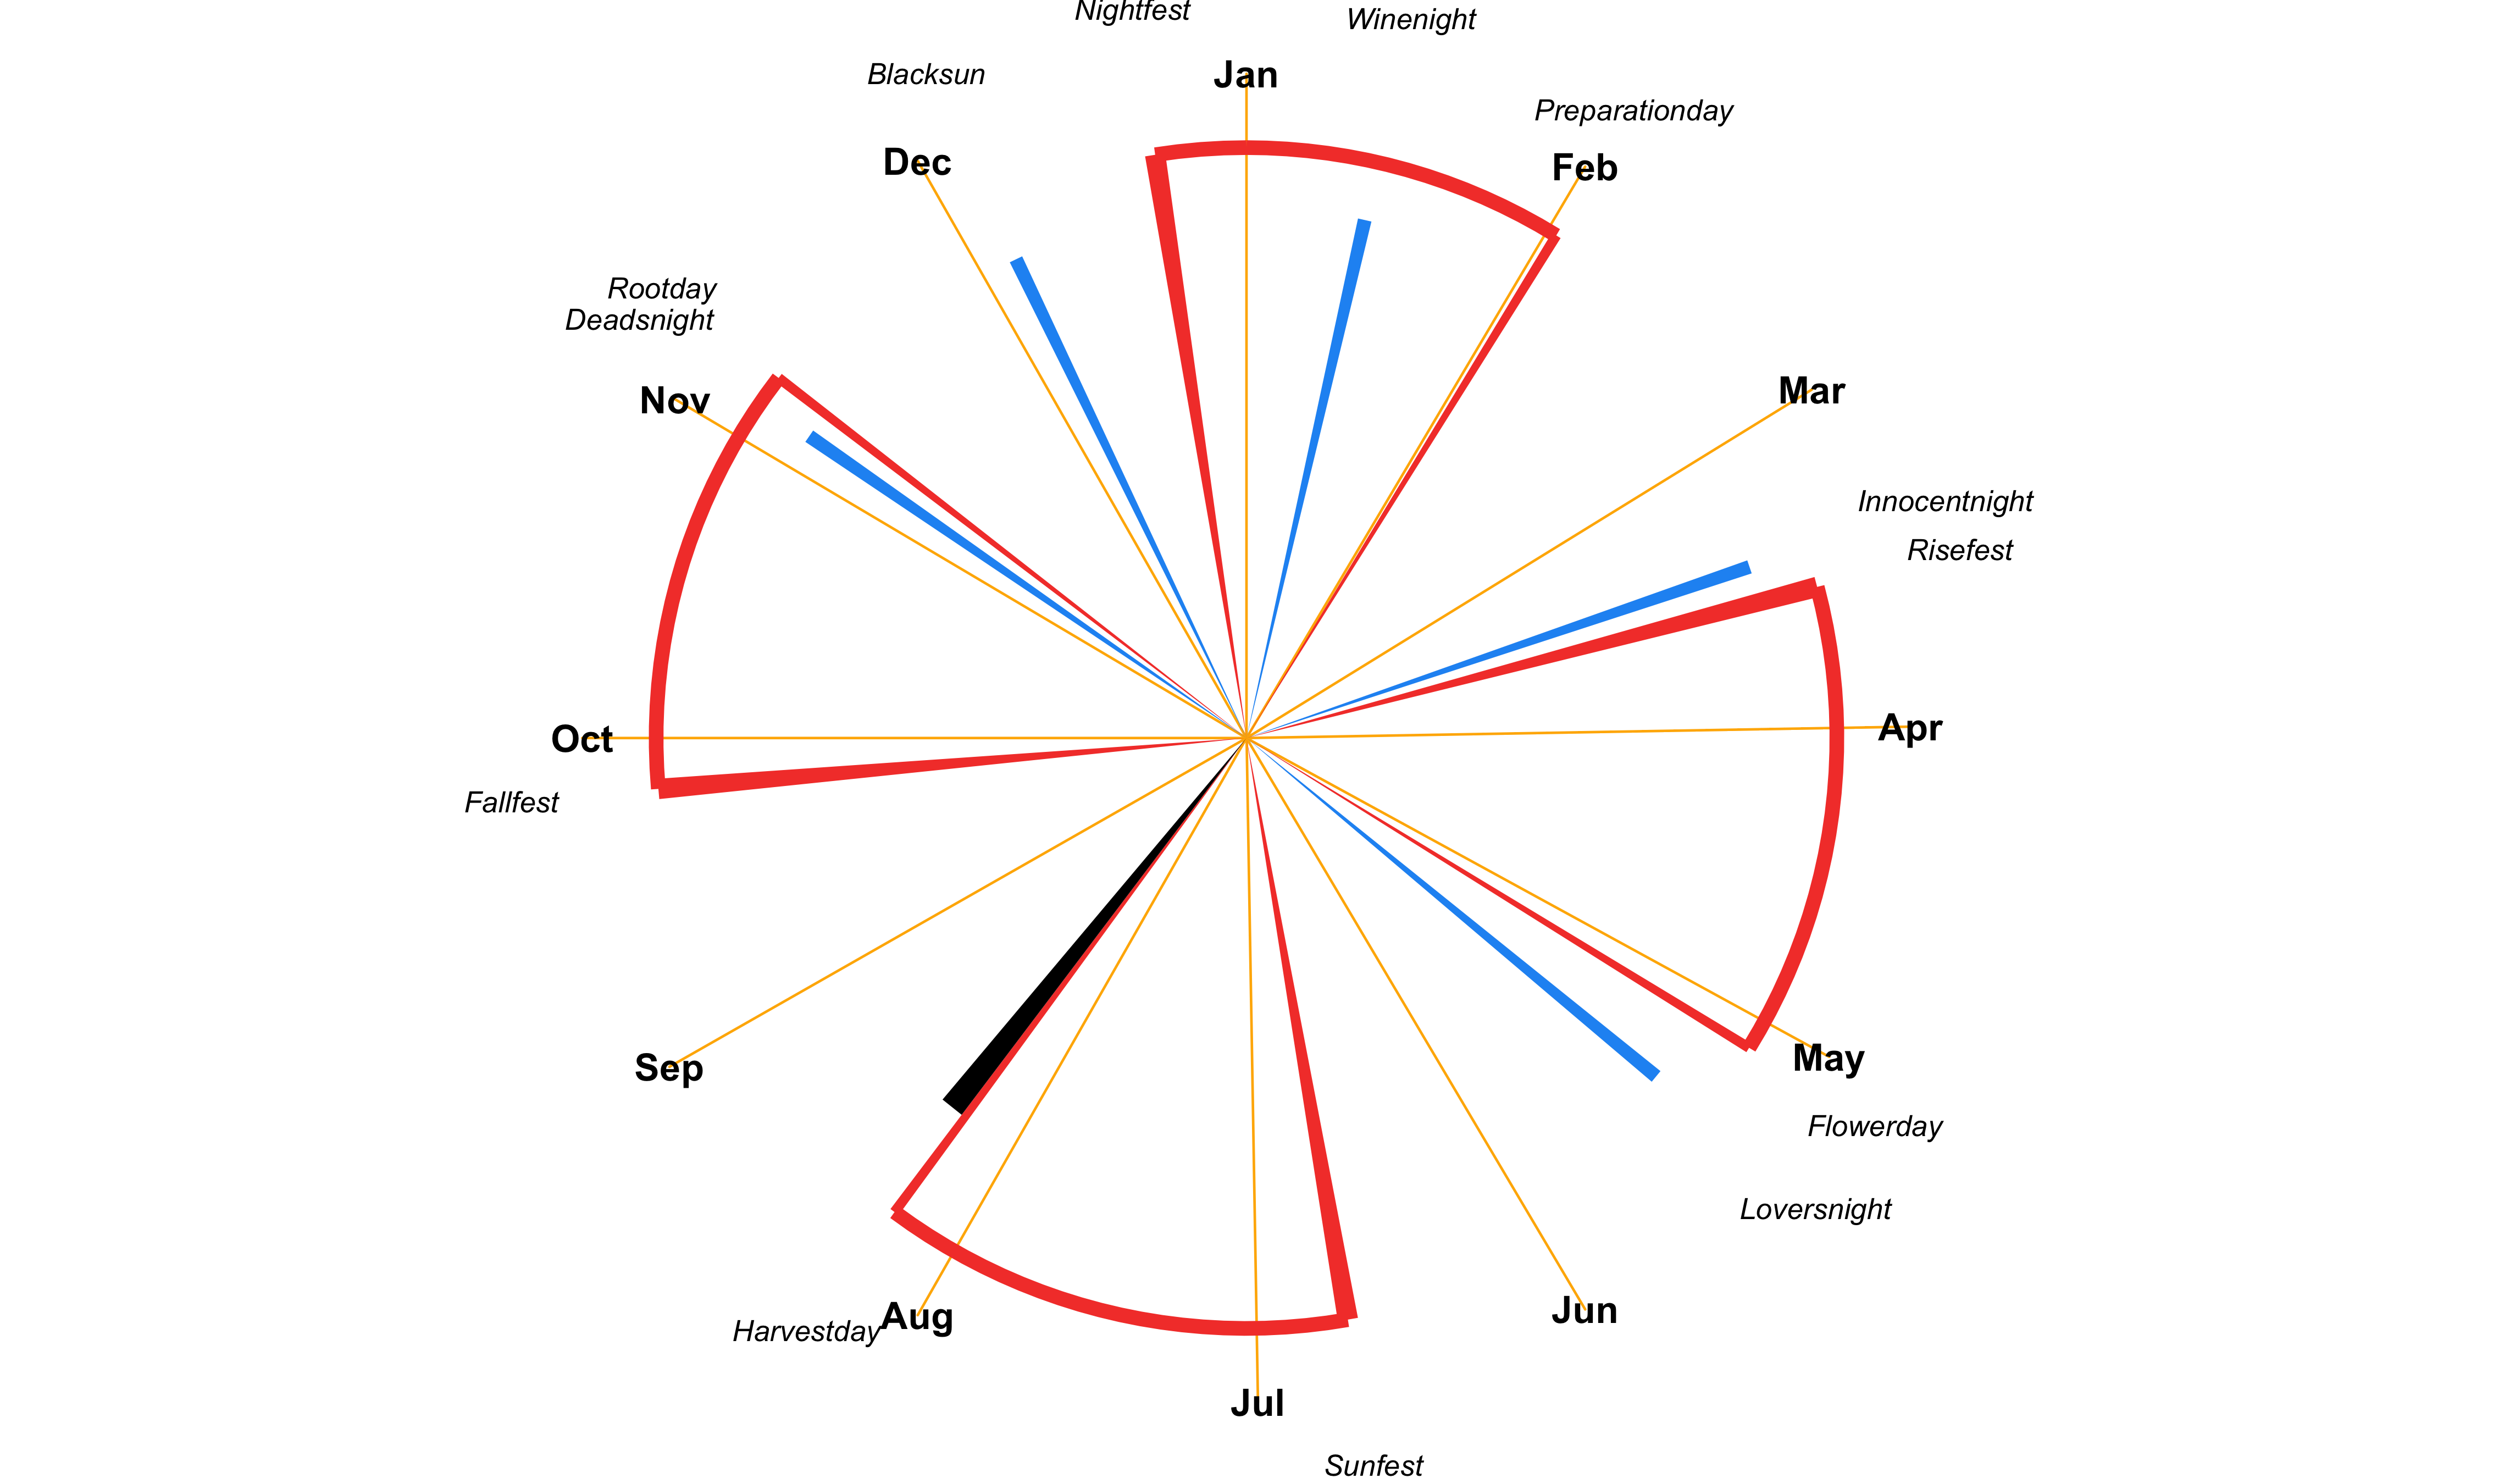 Nightfest
Winenight
Blacksun
Jan
Preparationday
Dec
Feb
Rootday
Deadsnight
Nov
Mar
Innocentnight
Risefest
Oct
Apr
Fallfest
Sep
May
Flowerday
Loversnight
Harvestday
Aug
Jun
Jul
Sunfest